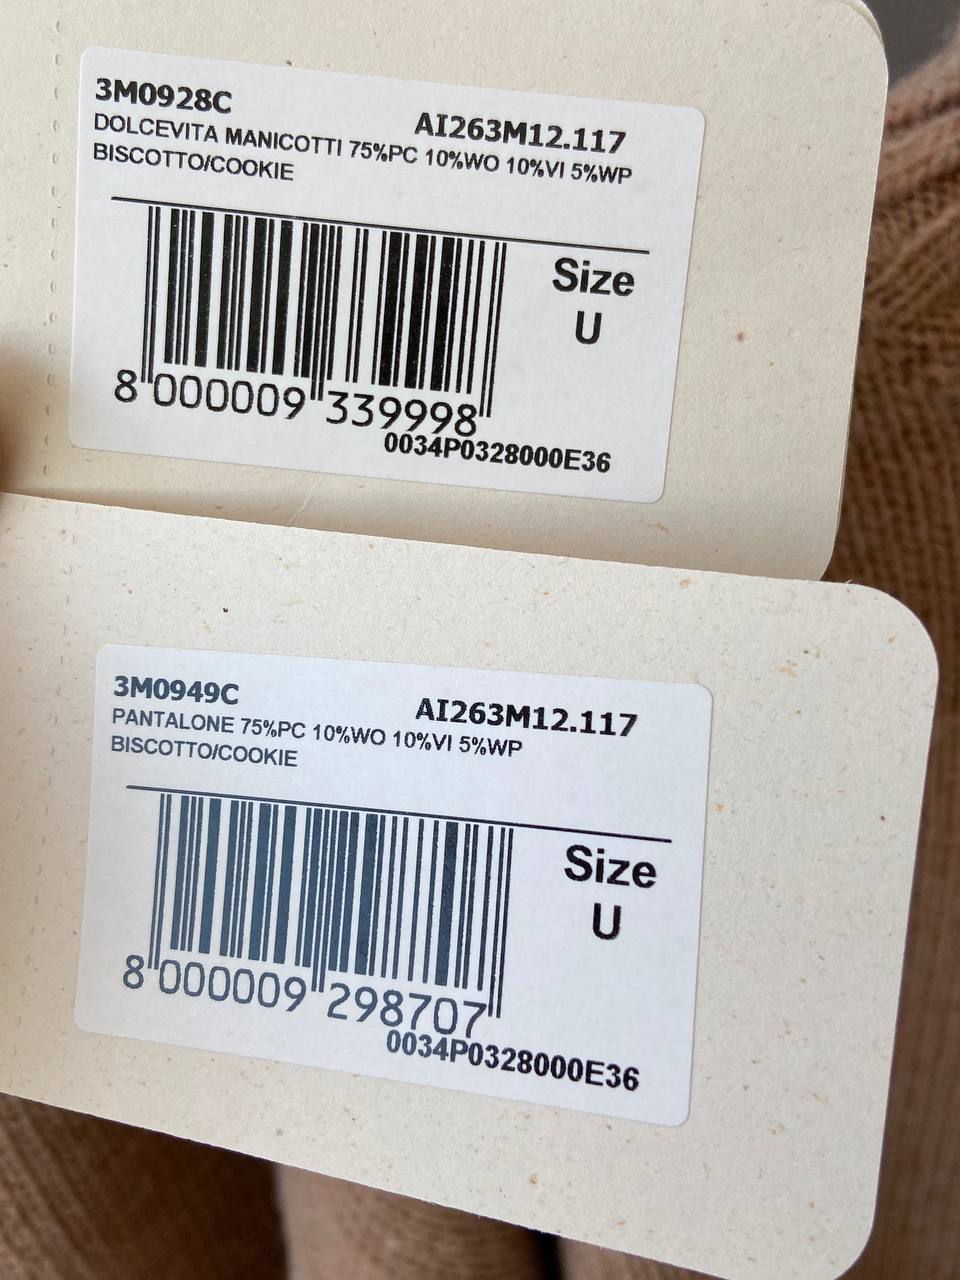 3M0928C
AI263M12.117
DOLCEVITA MANICOTTI 75%PC 10%WO 10%VI 5%WP
BISCOTTO/COOKIE
Size
U
8 000009 339998
0034P0328000E36
3M0949C
AI263M12.117
PANTALONE 75%PC 10%WO 10%VI 5%WP
BISCOTTO/COOKIE
Size
U
8 000009 298707
0034P0328000E36